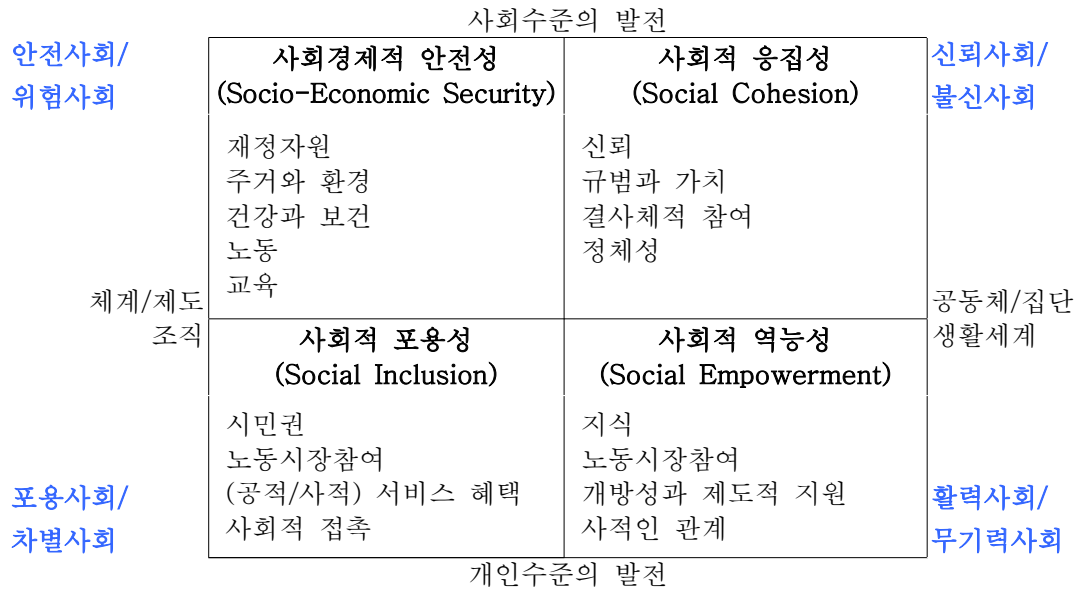 사회수준의 발전
안전사회/
위험사회
사회경제적 안전성
(Socio-Economic Security)
재정자원
주거와 환경
건강과 보건
노동
교육
사회적 응집성
(Social Cohesion)
신뢰
규범과 가치
결사체적 참여
정체성
신뢰사회/
불신사회
체계/제도
조직
공동체/집단
생활세계
포용사회/
차별사회
사회적 포용성
(Social Inclusion)
시민권
노동시장참여
(공적/사적) 서비스 혜택
사회적 접촉
사회적 역능성
(Social Empowerment)
지식
노동시장참여
개방성과 제도적 지원
사적인 관계
활력사회/
무기력사회
개인수준의 발전